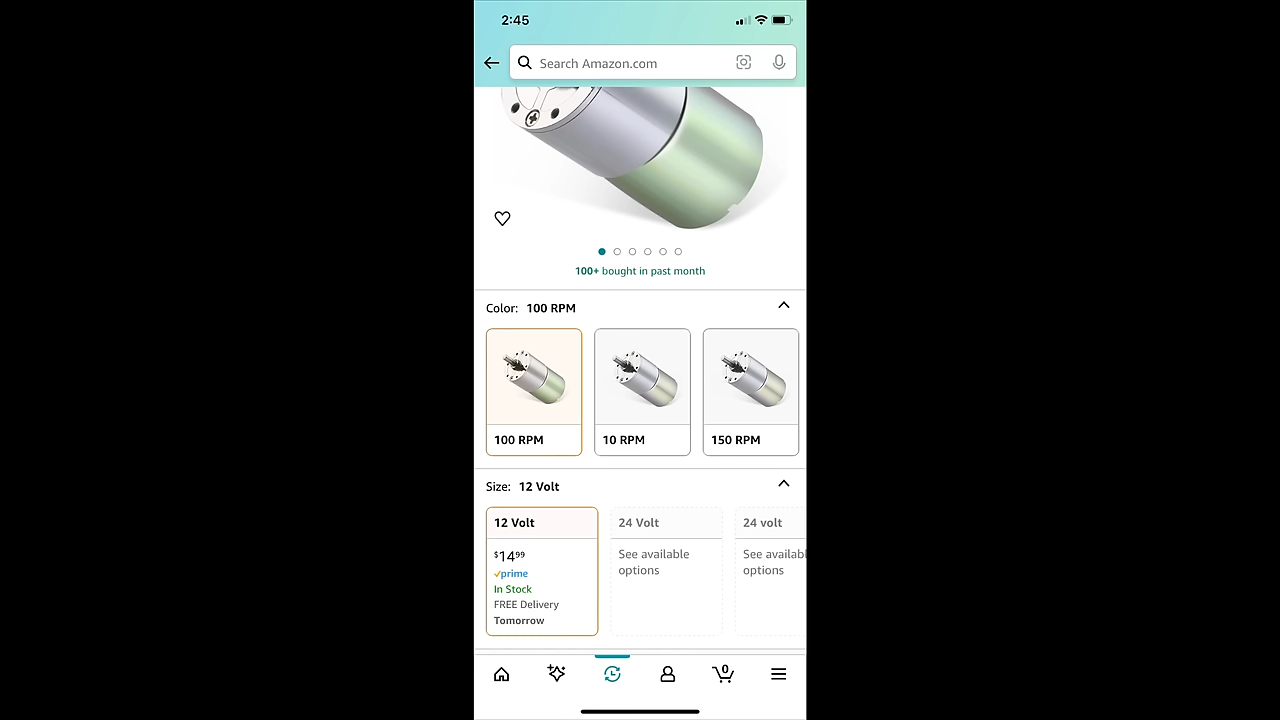 2:45
Search Amazon.com
100+ bought in past month
Color: 100 RPM
100 RPM
10 RPM
150 RPM
Size: 12 Volt
12 Volt
24 Volt
24 volt
$14.99
prime
In Stock
FREE Delivery
Tomorrow
See available
options
See availabl
options
0